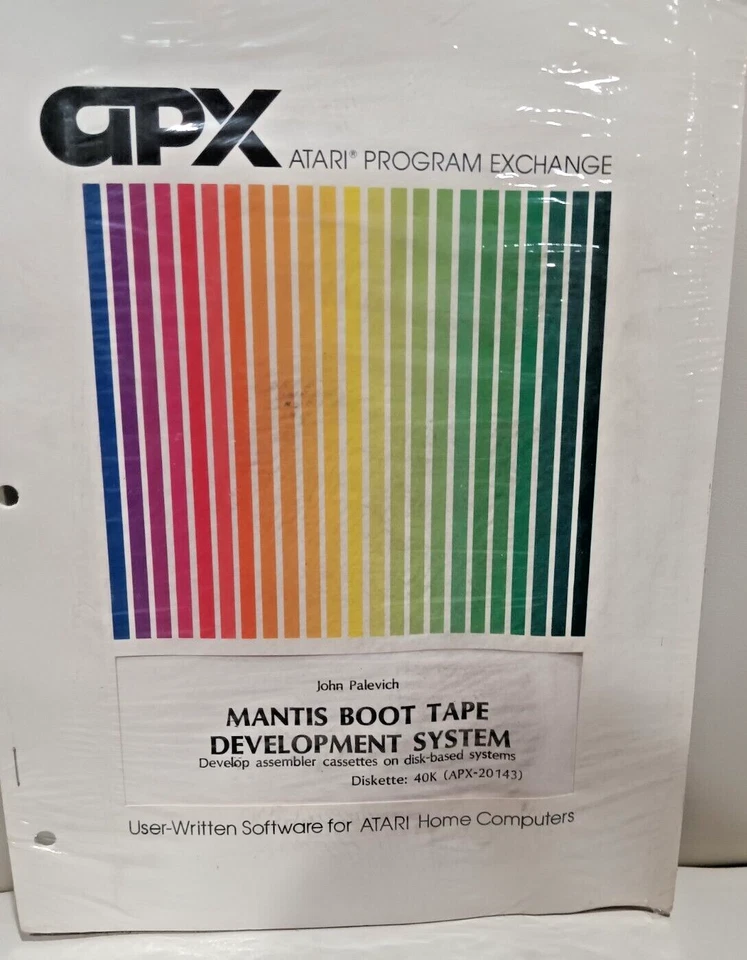 APX
ATARI® PROGRAM EXCHANGE
John Palevich
MANTIS BOOT TAPE
DEVELOPMENT SYSTEM
Develop assembler cassettes on disk-based systems
Diskette: 40K (APX-20143)
User-Written Software for ATARI Home Computers